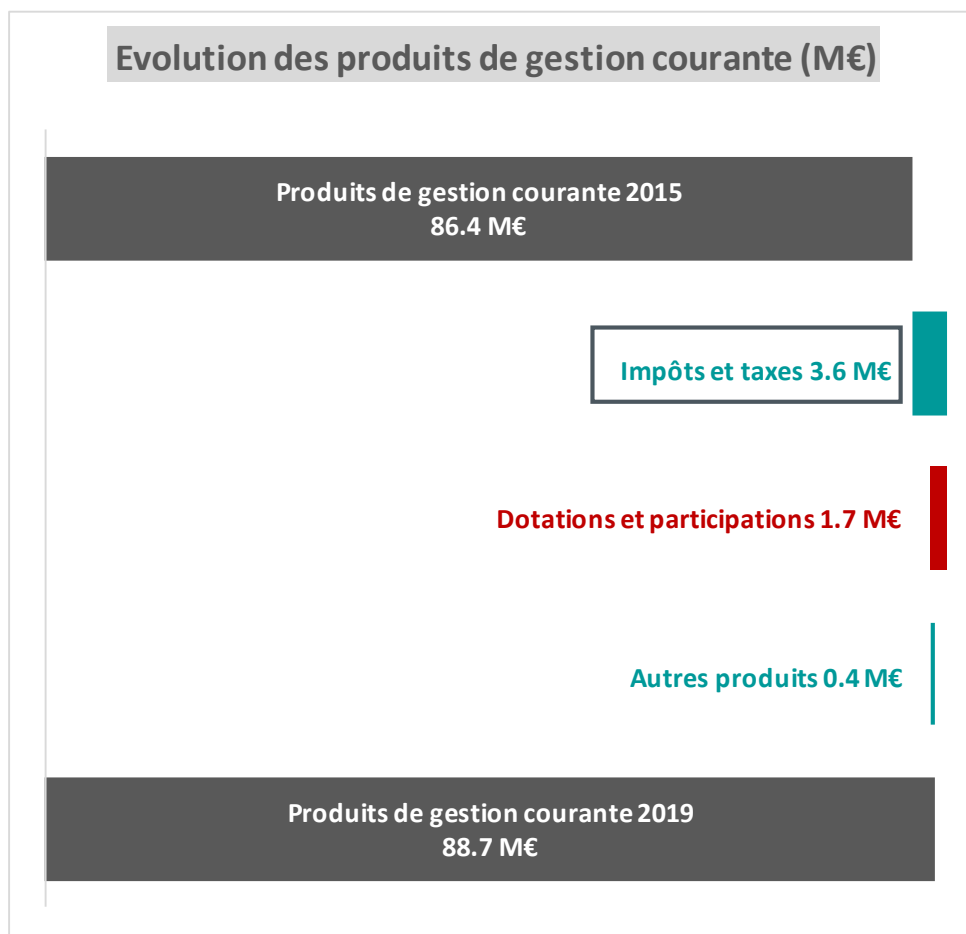 Evolution des produits de gestion courante (M€)
Produits de gestion courante 2015
86.4 M€
Impôts et taxes 3.6 M€
Dotations et participations 1.7 M€
Autres produits 0.4 M€
Produits de gestion courante 2019
88.7 M€